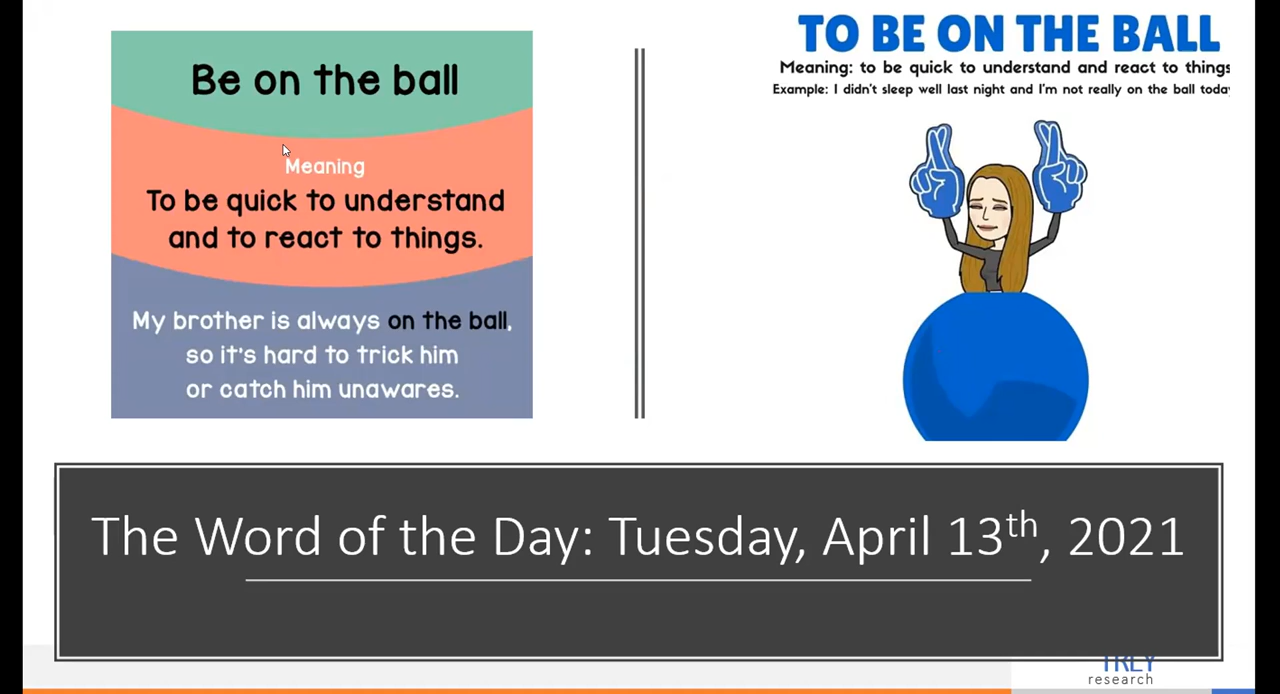 Be on the ball
Meaning
To be quick to understand
and to react to things.
My brother is always on the ball,
so it's hard to trick him
or catch him unawares.
TO BE ON THE BALL
Meaning: to be quick to understand and react to things
Example: I didn't sleep well last night and I'm not really on the ball today
The Word of the Day: Tuesday, April 13th, 2021
TREY
research